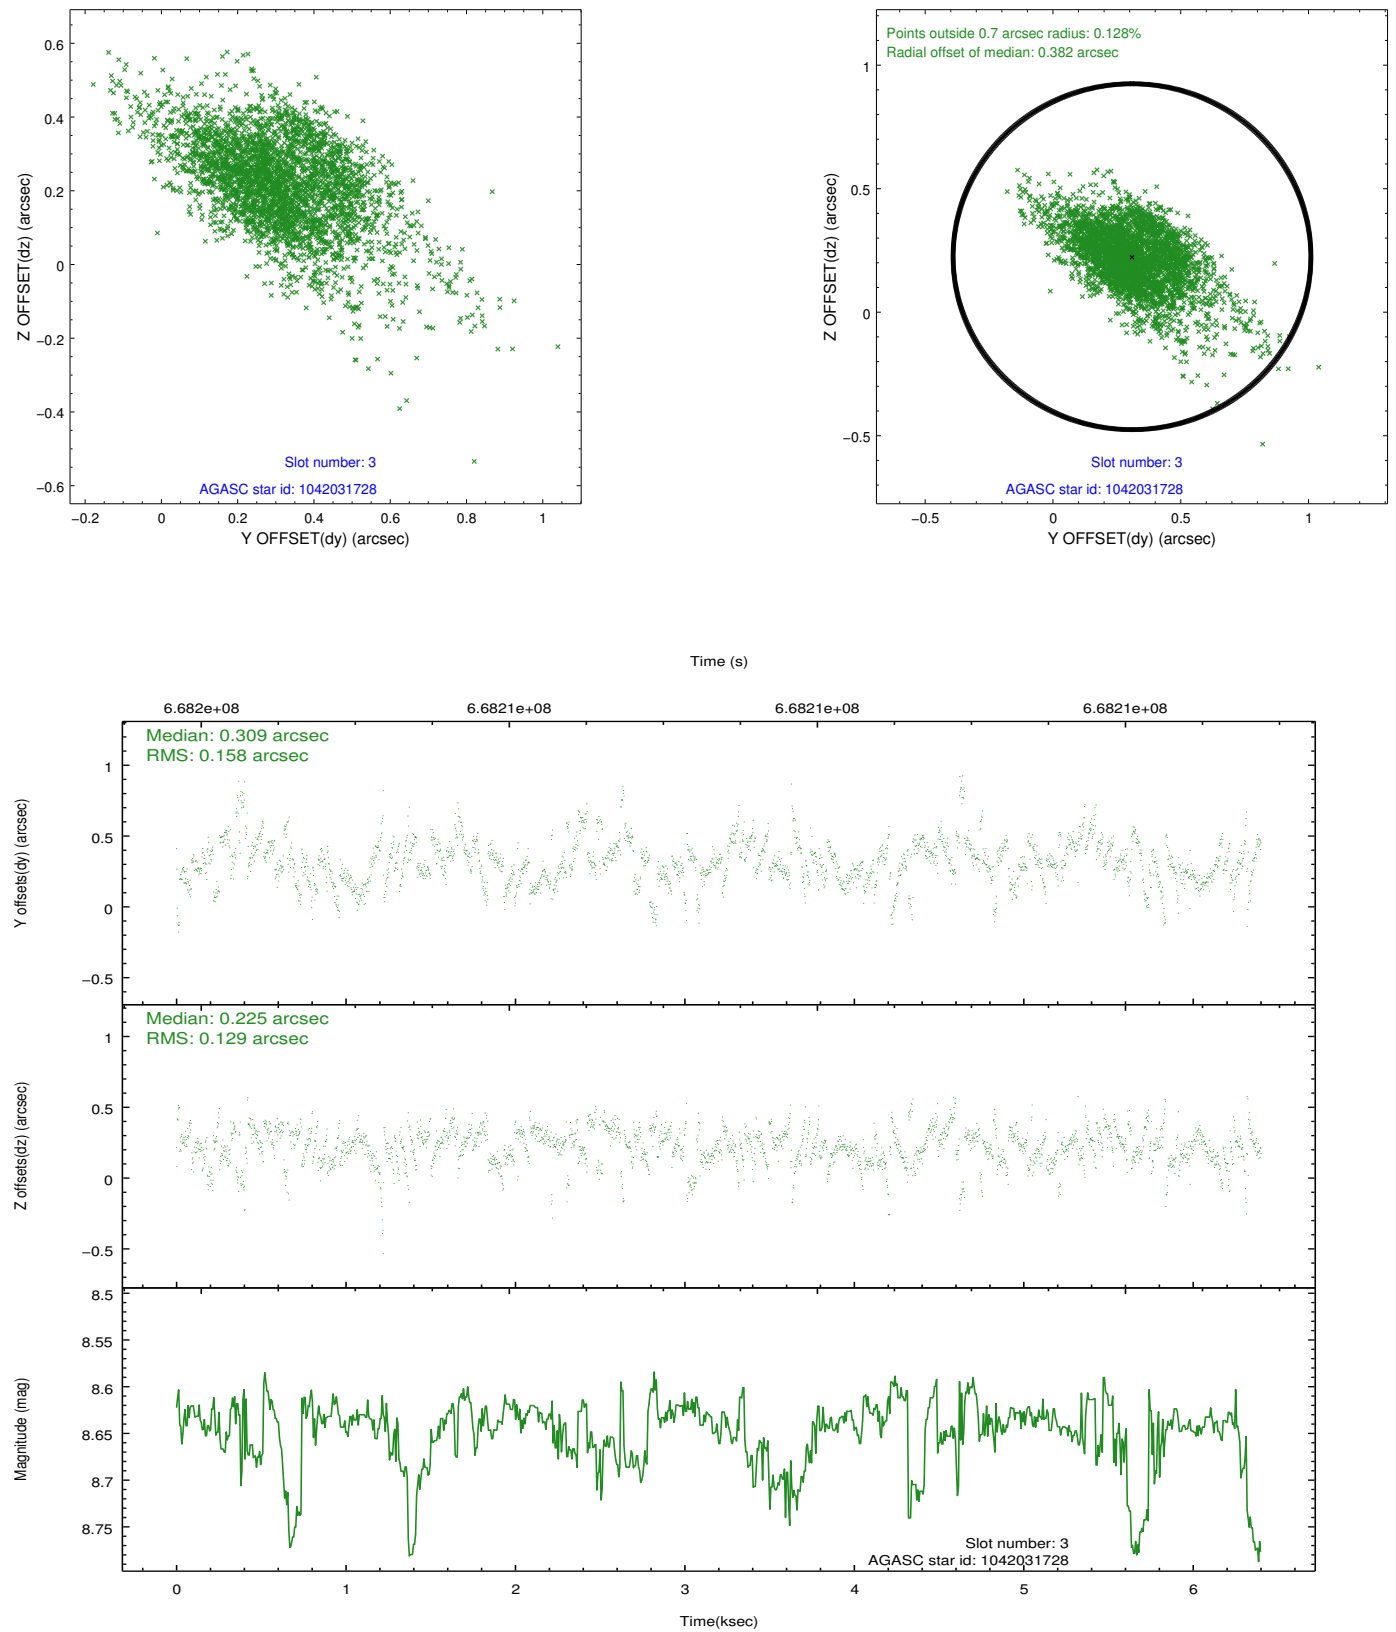 0.6
0.4
0.2
0
−0.2
−0.4
−0.6
Z OFFSET(dz) (arcsec)
Slot number: 3
AGASC star id: 1042031728
−0.2 0 0.2 0.4 0.6 0.8 1
Y OFFSET(dy) (arcsec)
Points outside 0.7 arcsec radius: 0.128%
Radial offset of median: 0.382 arcsec
1
0.5
0
−0.5
Z OFFSET(dz) (arcsec)
Slot number: 3
AGASC star id: 1042031728
−0.5 0 0.5 1
Y OFFSET(dy) (arcsec)
Time (s)
6.682e+08 6.6821e+08 6.6821e+08 6.6821e+08
Median: 0.309 arcsec
RMS: 0.158 arcsec
1
0.5
0
−0.5
Y offsets(dy) (arcsec)
Median: 0.225 arcsec
RMS: 0.129 arcsec
1
0.5
0
−0.5
Z offsets(dz) (arcsec)
8.5
8.55
8.6
8.65
8.7
8.75
Magnitude (mag)
Slot number: 3
AGASC star id: 1042031728
0 1 2 3 4 5 6
Time(ksec)